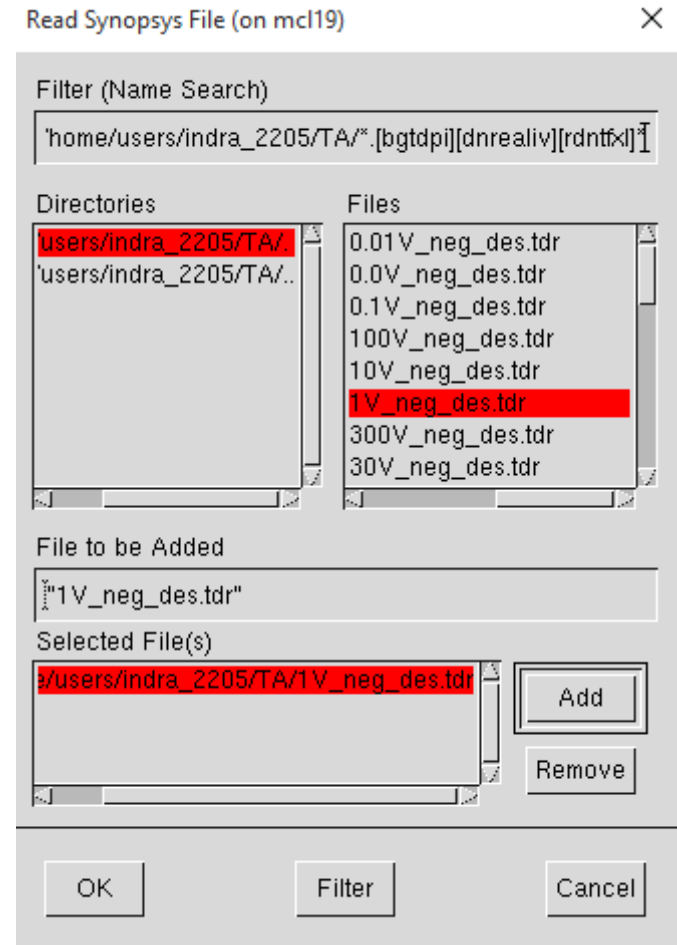 Read Synopsys File (on mcl19)
Filter (Name Search)
'home/users/indra_2205/TA/*.[bgtdpi][dnrealiv][rdntfxl]*
Directories
Files
'users/indra_2205/TA/.
'users/indra_2205/TA/..
0.01V_neg_des.tdr
0.0V_neg_des.tdr
0.1V_neg_des.tdr
100V_neg_des.tdr
10V_neg_des.tdr
1V_neg_des.tdr
300V_neg_des.tdr
30V_neg_des.tdr
File to be Added
"1V_neg_des.tdr"
Selected File(s)
e/users/indra_2205/TA/1V_neg_des.tdr
Add
Remove
OK
Filter
Cancel